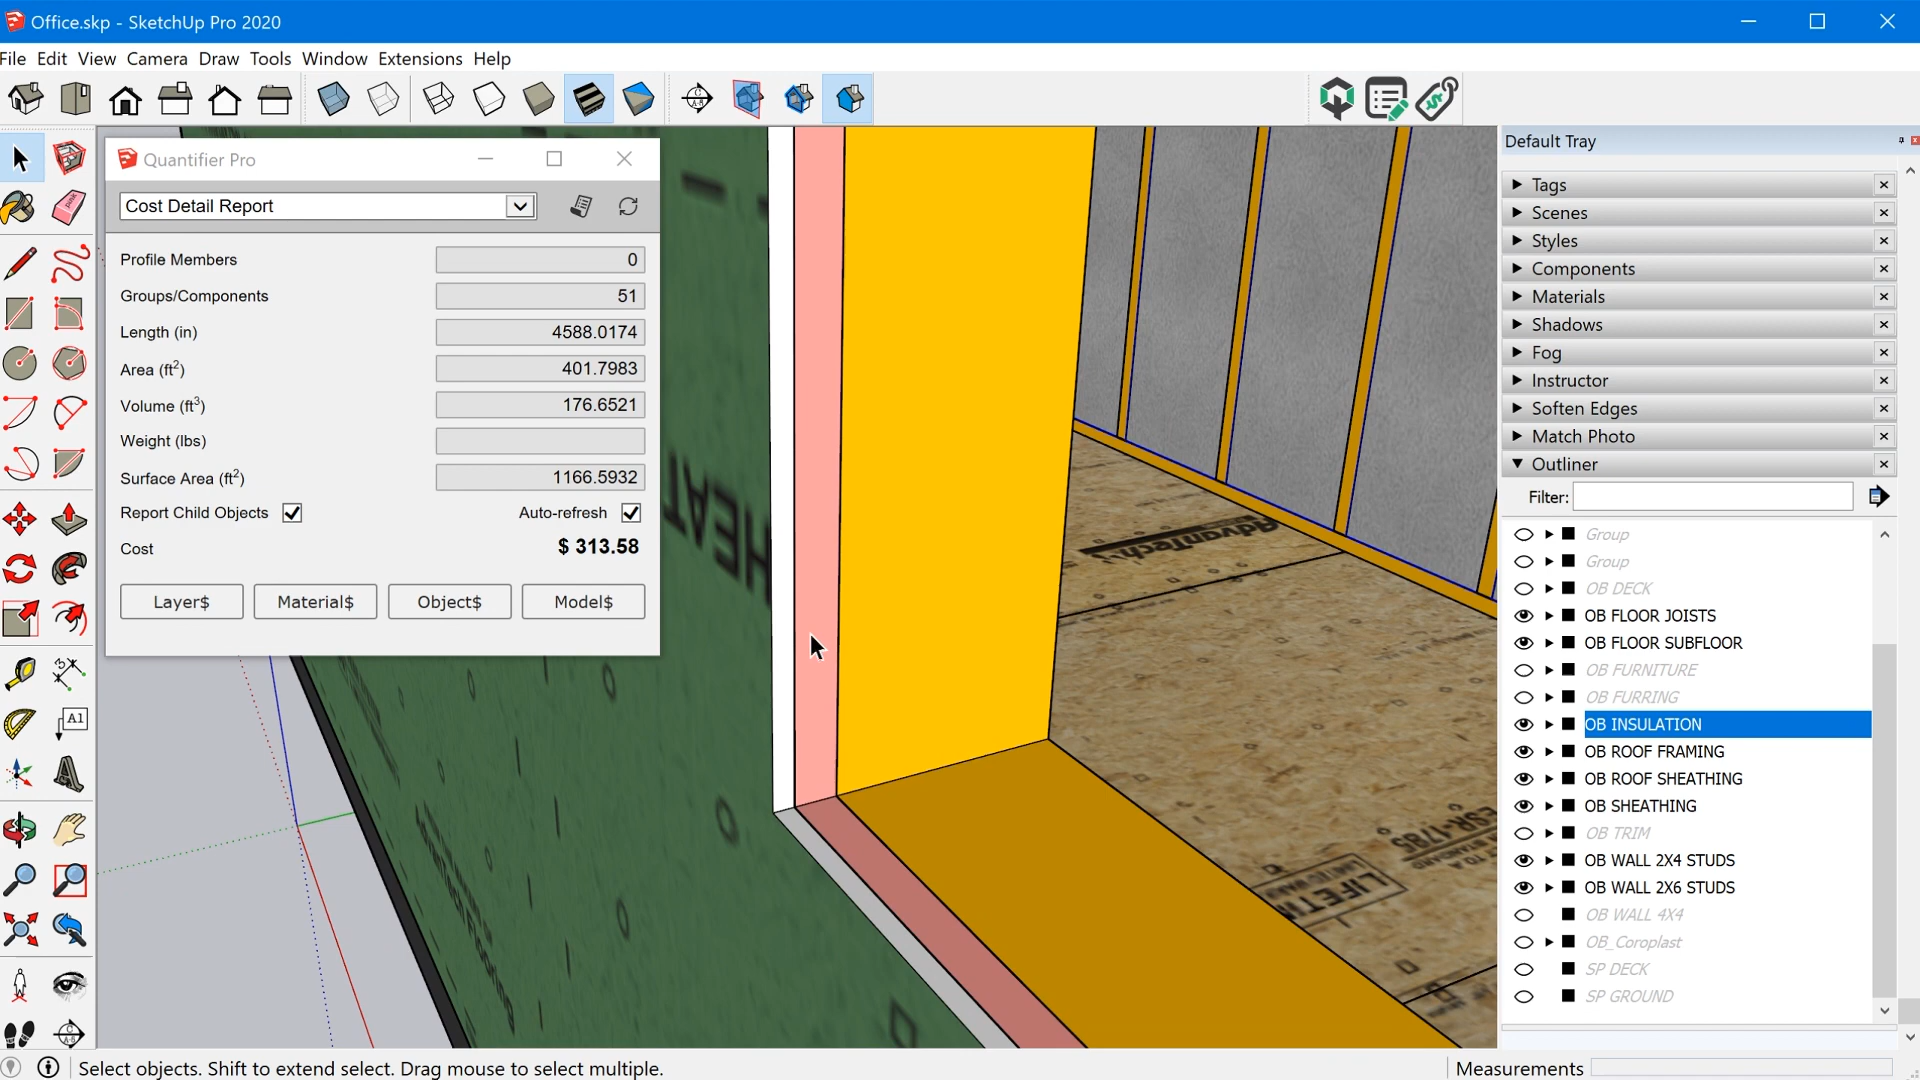 Office.skp - SketchUp Pro 2020
File Edit View Camera Draw Tools Window Extensions Help
Quantifier Pro
Cost Detail Report
Profile Members 0
Groups/Components 51
Length (in) 4588.0174
Area (ft²) 401.7983
Volume (ft³) 176.6521
Weight (lbs)
Surface Area (ft²) 1166.5932
Report Child Objects Auto-refresh
Cost $ 313.58
Layer$ Material$ Object$ Model$
HEAT
AdvanTech
LIFETIM
ESR-1785
Default Tray
Tags
Scenes
Styles
Components
Materials
Shadows
Fog
Instructor
Soften Edges
Match Photo
Outliner
Filter:
Group
Group
OB DECK
OB FLOOR JOISTS
OB FLOOR SUBFLOOR
OB FURNITURE
OB FURRING
OB INSULATION
OB ROOF FRAMING
OB ROOF SHEATHING
OB SHEATHING
OB TRIM
OB WALL 2X4 STUDS
OB WALL 2X6 STUDS
OB WALL 4X4
OB_Coroplast
SP DECK
SP GROUND
Select objects. Shift to extend select. Drag mouse to select multiple.
Measurements